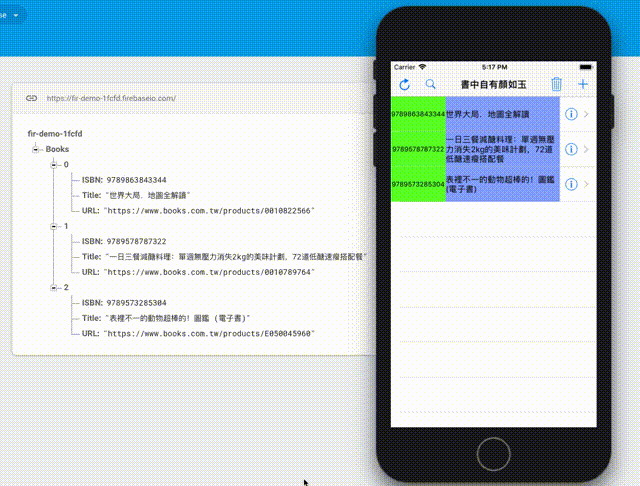 se
https://fir-demo-1fcfd.firebaseio.com/
fir-demo-1fcfd
Books
0
ISBN: 9789863843344
Title: "世界大局．地圖全解讀"
URL: "https://www.books.com.tw/products/0010822566"
1
ISBN: 9789578787322
Title: "一日三餐減醣料理：單週無壓力消失2kg的美味計劃，72道低醣速瘦搭配餐"
URL: "https://www.books.com.tw/products/0010789764"
2
ISBN: 9789573285304
Title: "表裡不一的動物超棒的！圖鑑 (電子書)"
URL: "https://www.books.com.tw/products/E050045960"
Carrier
5:17 PM
書中自有顏如玉
9789863843344
世界大局．地圖全解讀
9789578787322
一日三餐減醣料理：單週無壓
力消失2kg的美味計劃，72道
低醣速瘦搭配餐
9789573285304
表裡不一的動物超棒的！圖鑑
(電子書)